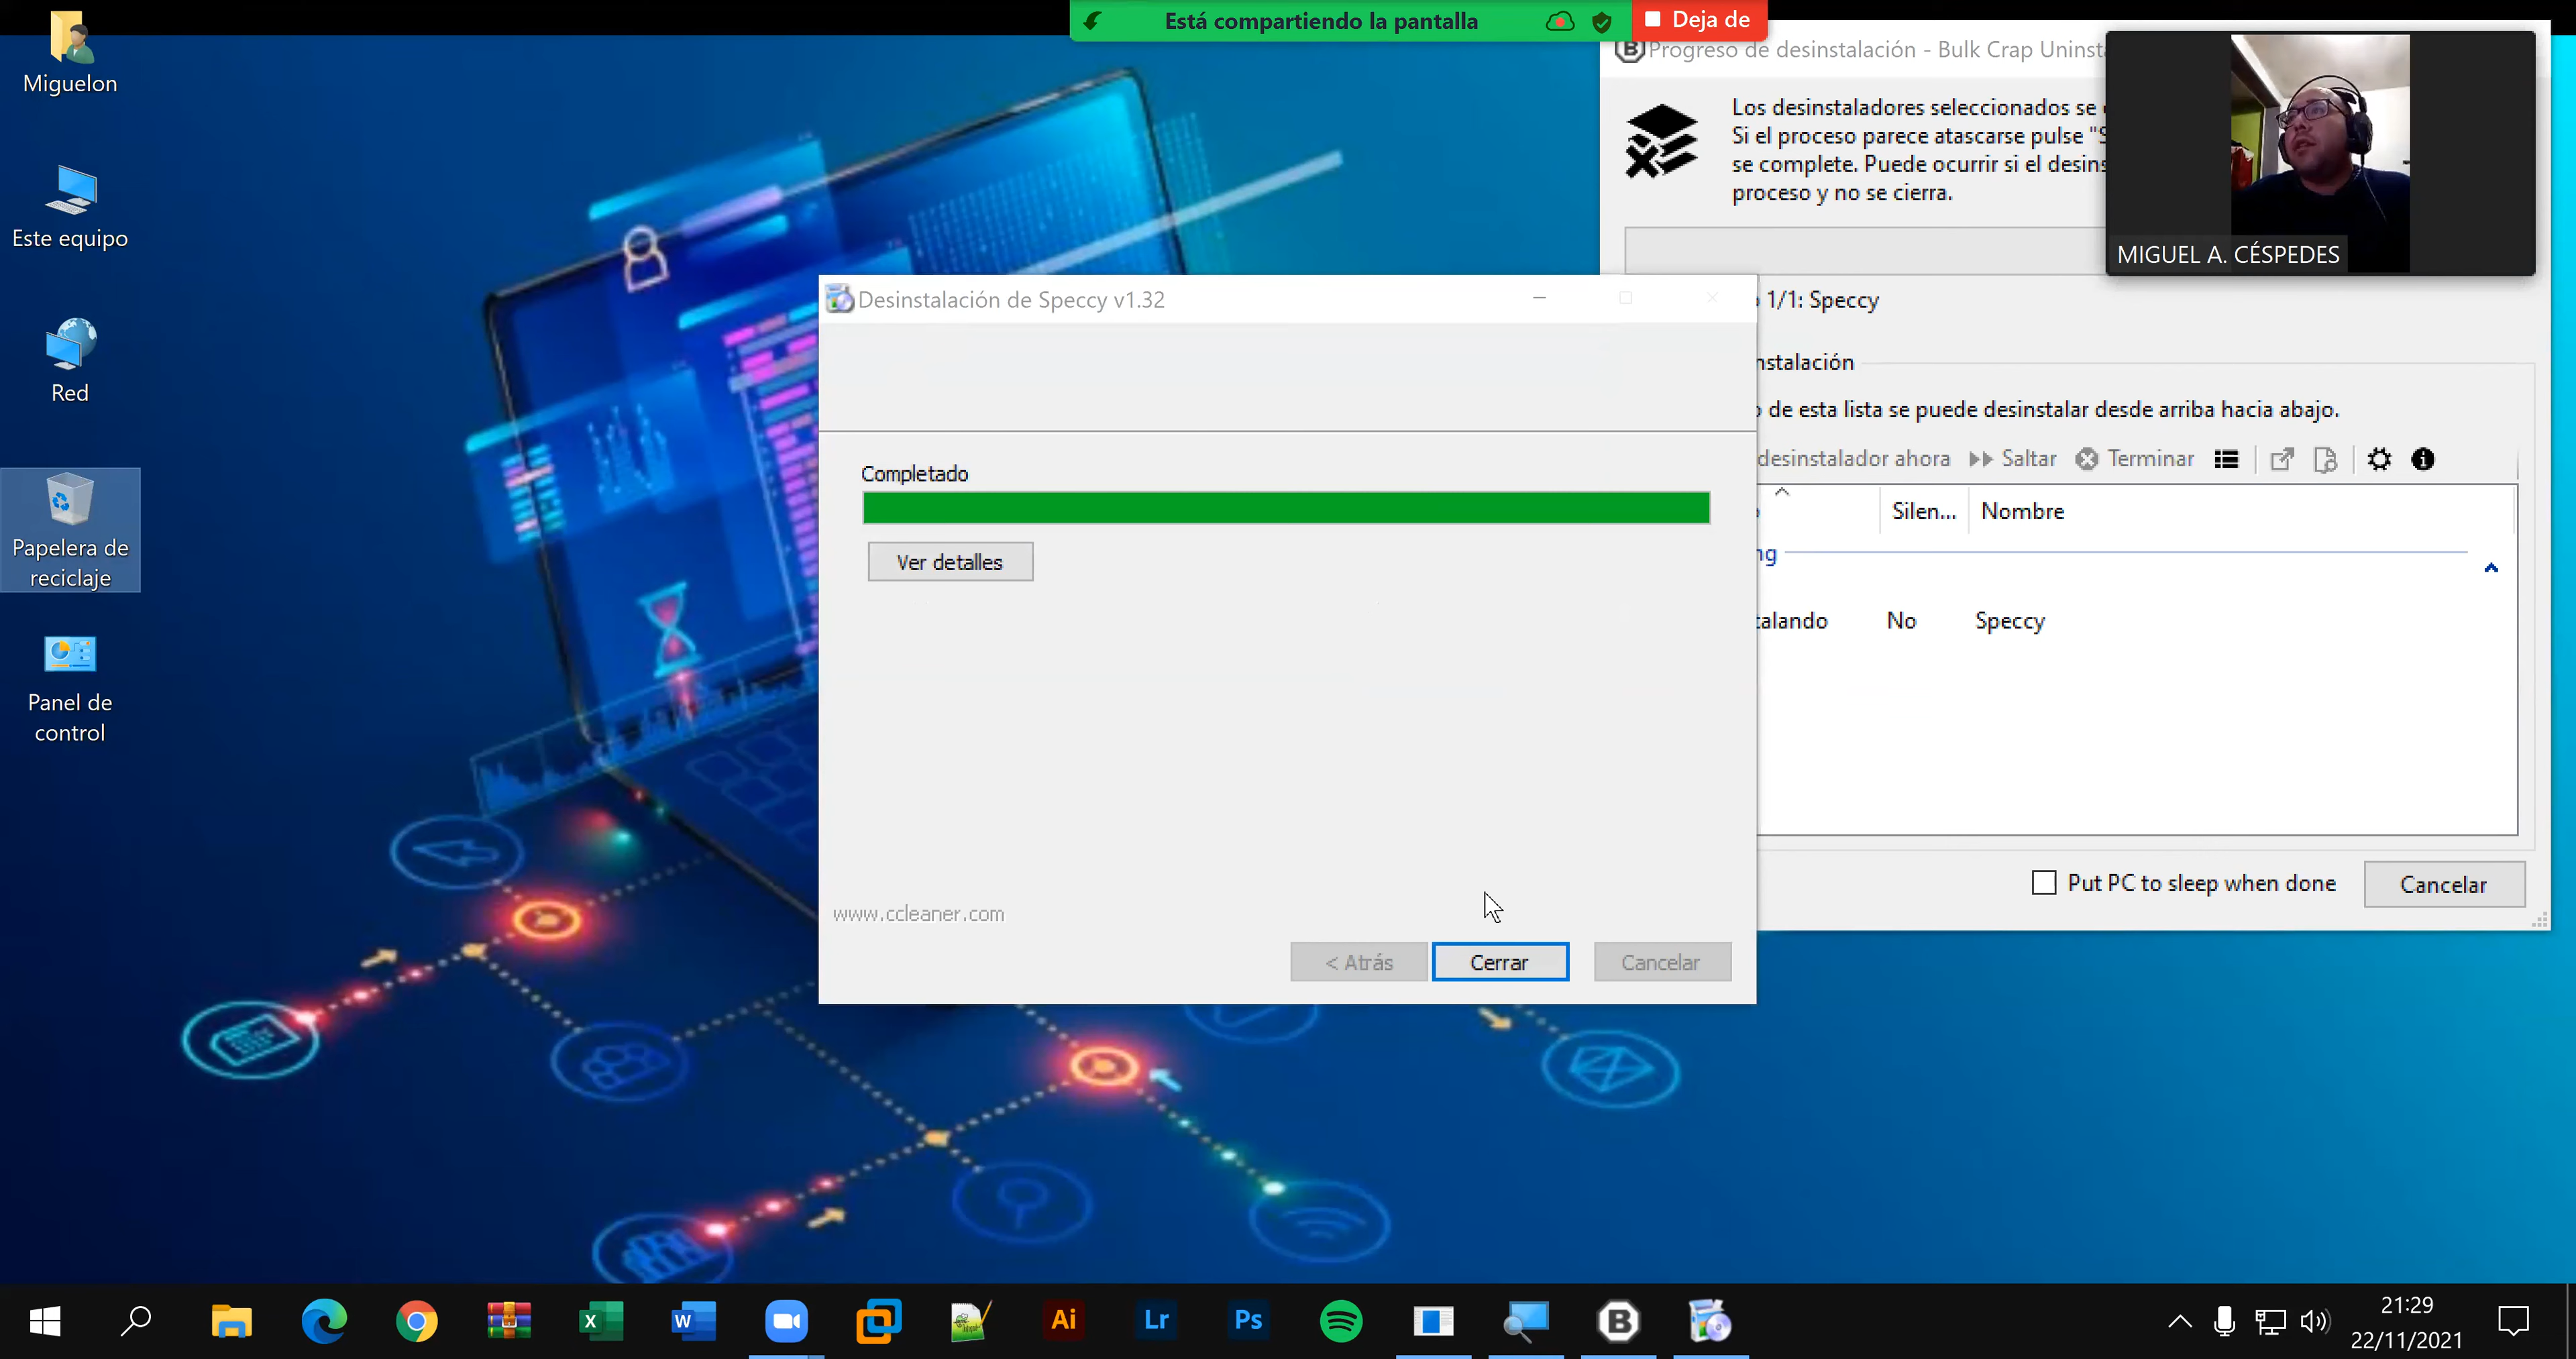 Está compartiendo la pantalla
Deja de
Miguelon
Este equipo
Red
Papelera de
reciclaje
Panel de
control
Progreso de desinstalación - Bulk Crap Uninsta
Los desinstaladores seleccionados se
Si el proceso parece atascarse pulse "S
se complete. Puede ocurrir si el desins
proceso y no se cierra.
MIGUEL A. CÉSPEDES
1/1: Speccy
nstalación
o de esta lista se puede desinstalar desde arriba hacia abajo.
desinstalador ahora Saltar Terminar
Silen... Nombre
ng
talando No Speccy
Put PC to sleep when done Cancelar
Desinstalación de Speccy v1.32
Completado
Ver detalles
www.ccleaner.com
< Atrás Cerrar Cancelar
Ai Lr Ps
21:29
22/11/2021